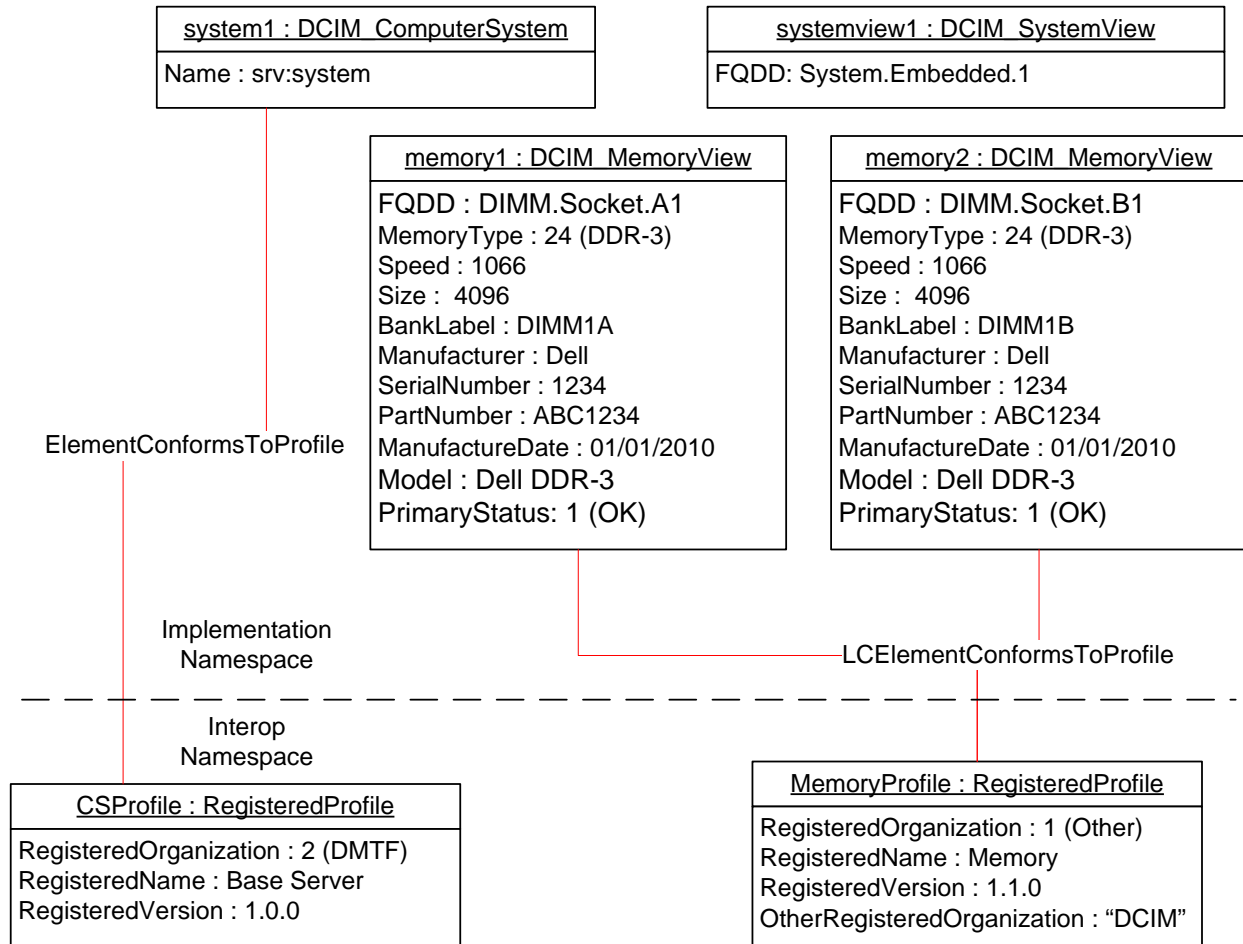 system1 : DCIM_ComputerSystem
Name : srv:system
systemview1 : DCIM_SystemView
FQDD: System.Embedded.1
memory1 : DCIM_MemoryView
FQDD : DIMM.Socket.A1
MemoryType : 24 (DDR-3)
Speed : 1066
Size :  4096
BankLabel : DIMM1A
Manufacturer : Dell
SerialNumber : 1234
PartNumber : ABC1234
ManufactureDate : 01/01/2010
Model : Dell DDR-3
PrimaryStatus: 1 (OK)
memory2 : DCIM_MemoryView
FQDD : DIMM.Socket.B1
MemoryType : 24 (DDR-3)
Speed : 1066
Size :  4096
BankLabel : DIMM1B
Manufacturer : Dell
SerialNumber : 1234
PartNumber : ABC1234
ManufactureDate : 01/01/2010
Model : Dell DDR-3
PrimaryStatus: 1 (OK)
ElementConformsToProfile
Implementation
Namespace
LCElementConformsToProfile
Interop
Namespace
CSProfile : RegisteredProfile
RegisteredOrganization : 2 (DMTF)
RegisteredName : Base Server
RegisteredVersion : 1.0.0
MemoryProfile : RegisteredProfile
RegisteredOrganization : 1 (Other)
RegisteredName : Memory
RegisteredVersion : 1.1.0
OtherRegisteredOrganization : “DCIM”